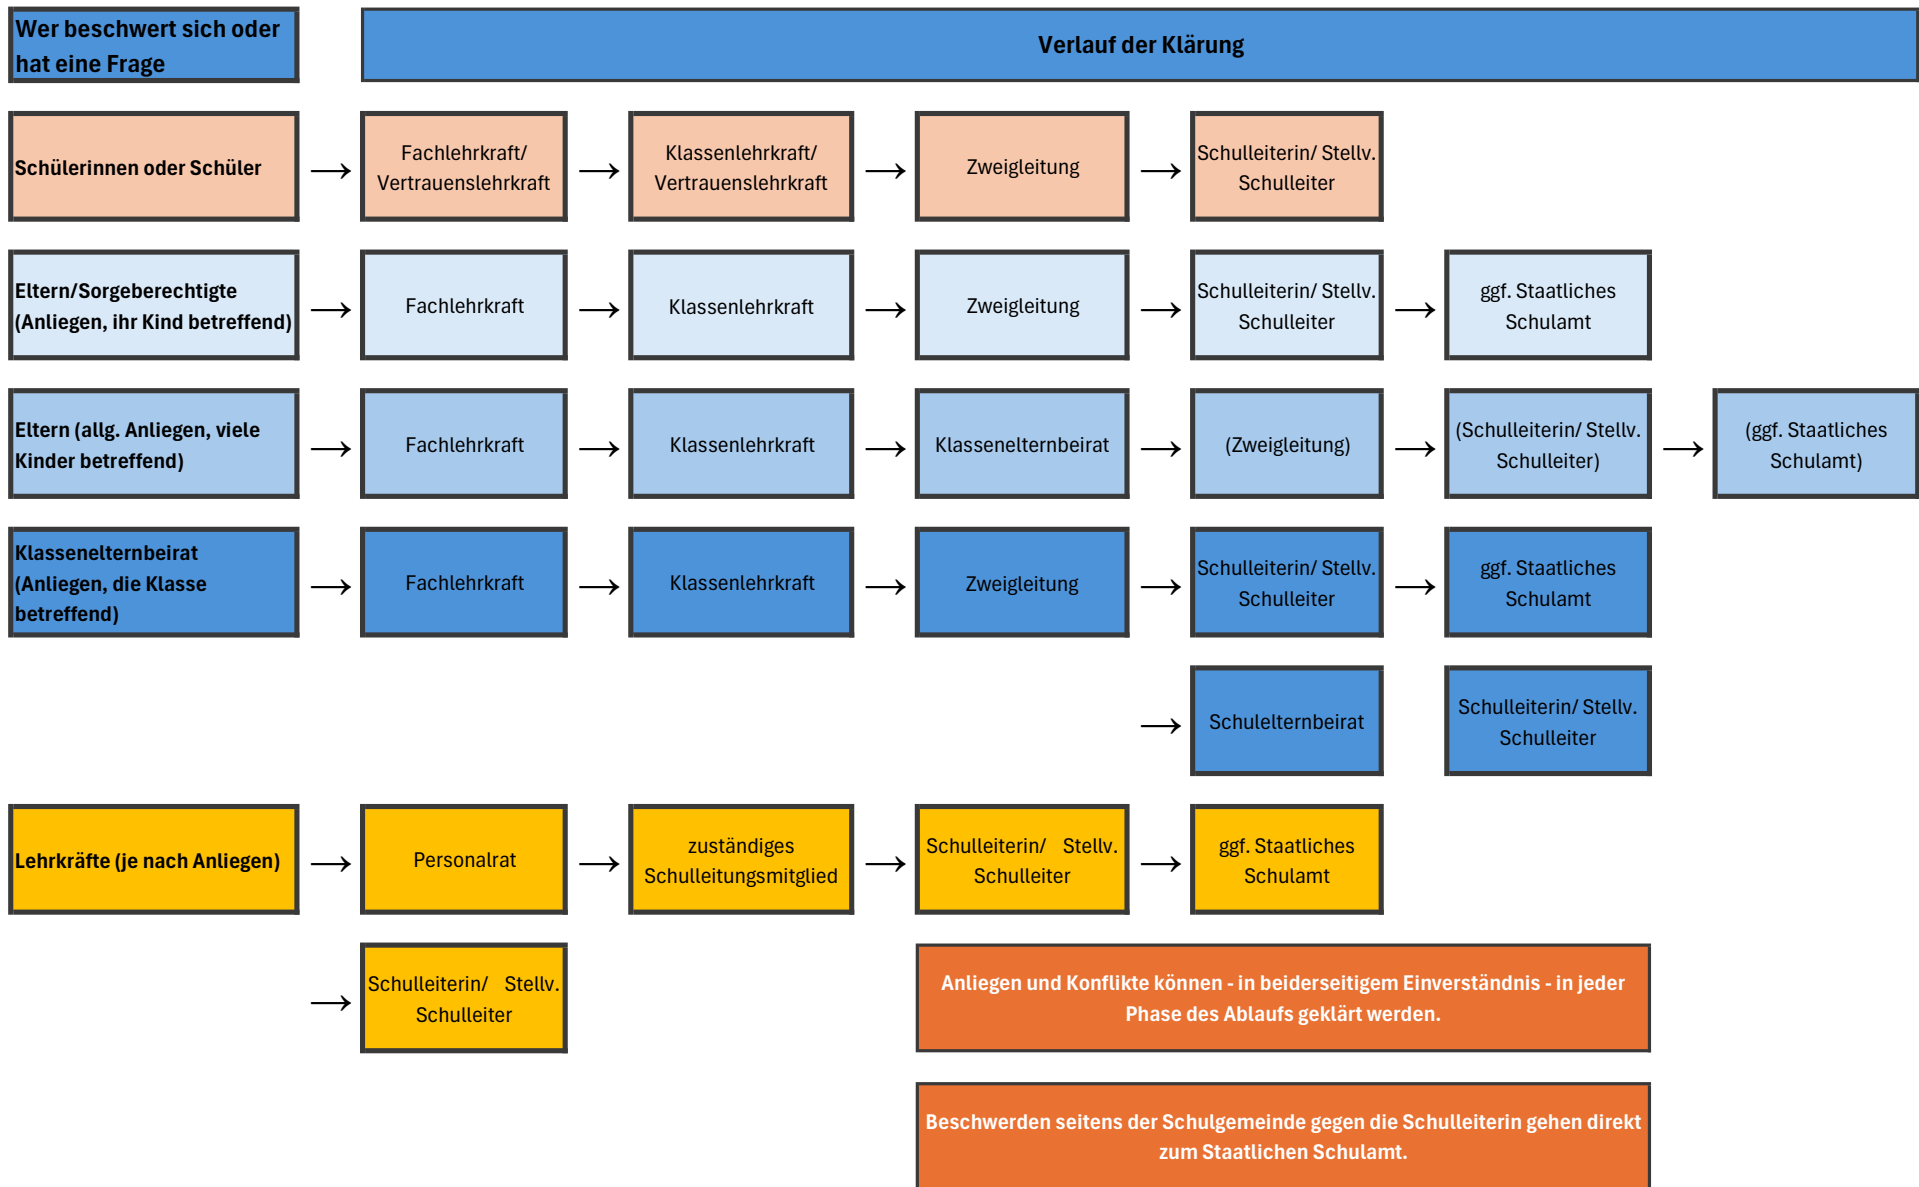 Wer beschwert sich oder
hat eine Frage
Verlauf der Klärung
Schülerinnen oder Schüler
→
Fachlehrkraft/
Vertrauenslehrkraft
→
Klassenlehrkraft/
Vertrauenslehrkraft
→
Zweigleitung
→
Schulleiterin/ Stellv.
Schulleiter
Eltern/Sorgeberechtigte
(Anliegen, ihr Kind betreffend)
→
Fachlehrkraft
→
Klassenlehrkraft
→
Zweigleitung
→
Schulleiterin/ Stellv.
Schulleiter
→
ggf. Staatliches
Schulamt
Eltern (allg. Anliegen, viele
Kinder betreffend)
→
Fachlehrkraft
→
Klassenlehrkraft
→
Klassenelternbeirat
→
(Zweigleitung)
→
(Schulleiterin/ Stellv.
Schulleiter)
→
(ggf. Staatliches
Schulamt)
Klassenelternbeirat
(Anliegen, die Klasse
betreffend)
→
Fachlehrkraft
→
Klassenlehrkraft
→
Zweigleitung
→
Schulleiterin/ Stellv.
Schulleiter
→
ggf. Staatliches
Schulamt
→
Schulelternbeirat
Schulleiterin/ Stellv.
Schulleiter
Lehrkräfte (je nach Anliegen)
→
Personalrat
→
zuständiges
Schulleitungsmitglied
→
Schulleiterin/ Stellv.
Schulleiter
→
ggf. Staatliches
Schulamt
→
Schulleiterin/ Stellv.
Schulleiter
Anliegen und Konflikte können - in beiderseitigem Einverständnis - in jeder
Phase des Ablaufs geklärt werden.
Beschwerden seitens der Schulgemeinde gegen die Schulleiterin gehen direkt
zum Staatlichen Schulamt.